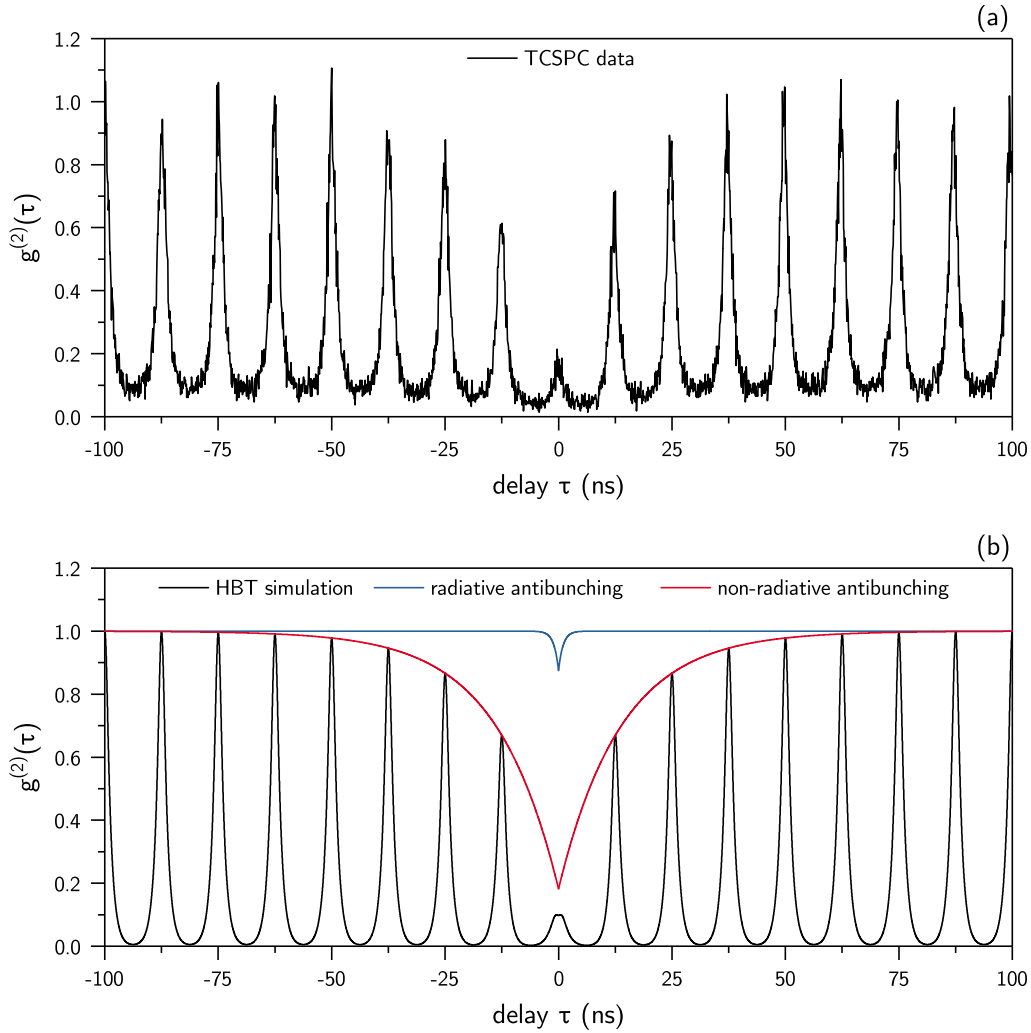 (a)
1.2
TCSPC data
1.0
0.8
0.6
0.4
0.2
0.0
g⁽²⁾(τ)
-100 -75 -50 -25 0 25 50 75 100
delay τ (ns)
(b)
1.2
HBT simulation radiative antibunching non-radiative antibunching
1.0
0.8
0.6
0.4
0.2
0.0
g⁽²⁾(τ)
-100 -75 -50 -25 0 25 50 75 100
delay τ (ns)